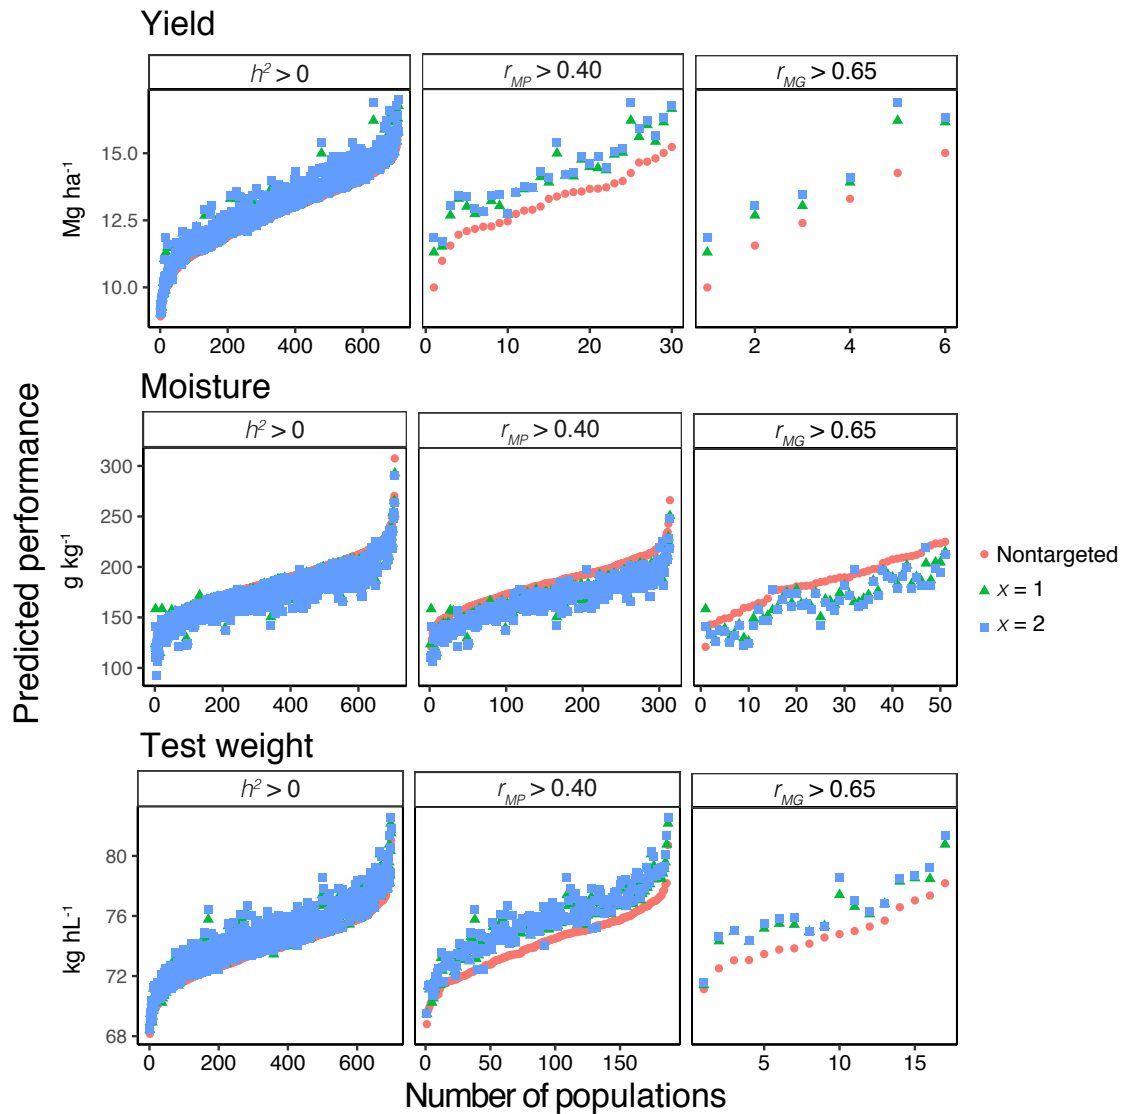 Yield
h² > 0
r_MP > 0.40
r_MG > 0.65
Mg ha⁻¹
15.0
12.5
10.0
0 200 400 600
0 10 20 30
2 4 6
Moisture
h² > 0
r_MP > 0.40
r_MG > 0.65
Predicted performance
g kg⁻¹
300
250
200
150
100
0 200 400 600
0 100 200 300
0 10 20 30 40 50
Nontargeted
x = 1
x = 2
Test weight
h² > 0
r_MP > 0.40
r_MG > 0.65
kg hL⁻¹
80
76
72
68
0 200 400 600
0 50 100 150
5 10 15
Number of populations